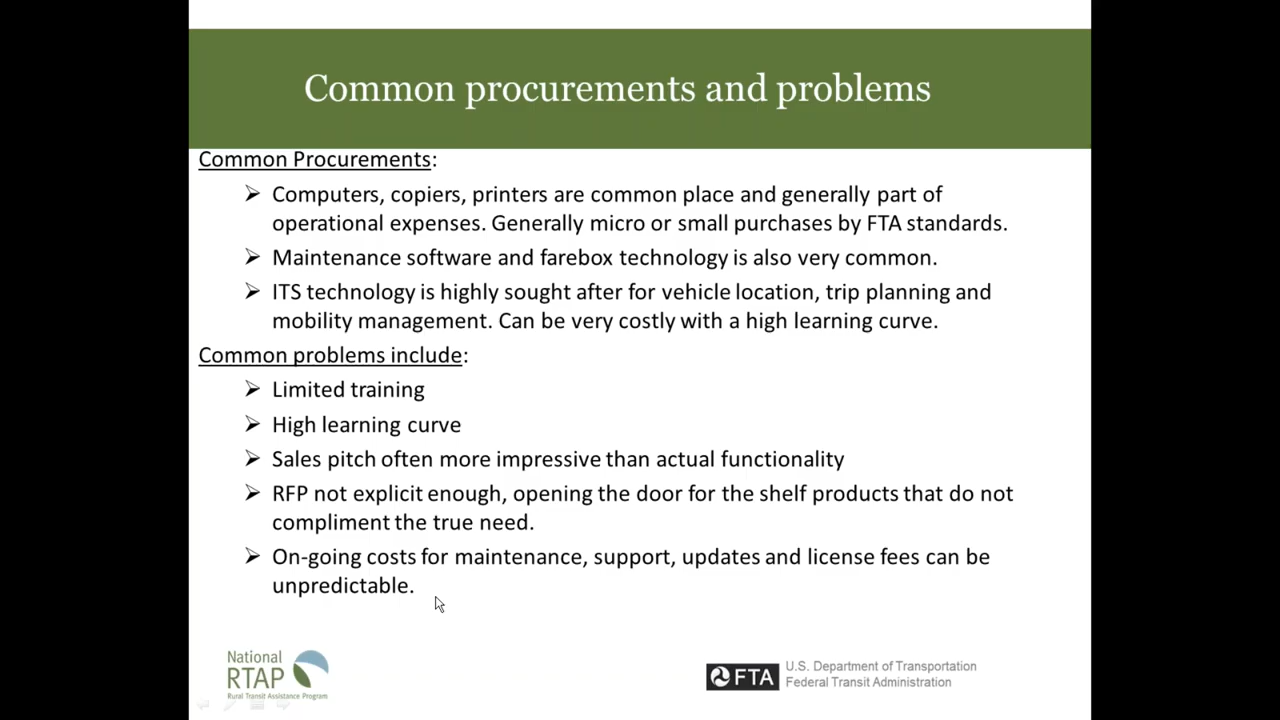 Common procurements and problems
Common Procurements:
Computers, copiers, printers are common place and generally part of
operational expenses. Generally micro or small purchases by FTA standards.
Maintenance software and farebox technology is also very common.
ITS technology is highly sought after for vehicle location, trip planning and
mobility management. Can be very costly with a high learning curve.
Common problems include:
Limited training
High learning curve
Sales pitch often more impressive than actual functionality
RFP not explicit enough, opening the door for the shelf products that do not
compliment the true need.
On-going costs for maintenance, support, updates and license fees can be
unpredictable.
National
RTAP
Rural Transit Assistance Program
FTA
U.S. Department of Transportation
Federal Transit Administration